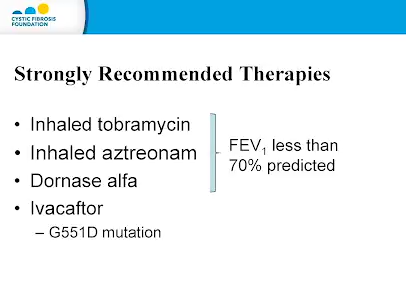 CYSTIC FIBROSIS
FOUNDATION
Strongly Recommended Therapies
• Inhaled tobramycin
• Inhaled aztreonam
• Dornase alfa
• Ivacaftor
– G551D mutation
FEV₁ less than
70% predicted